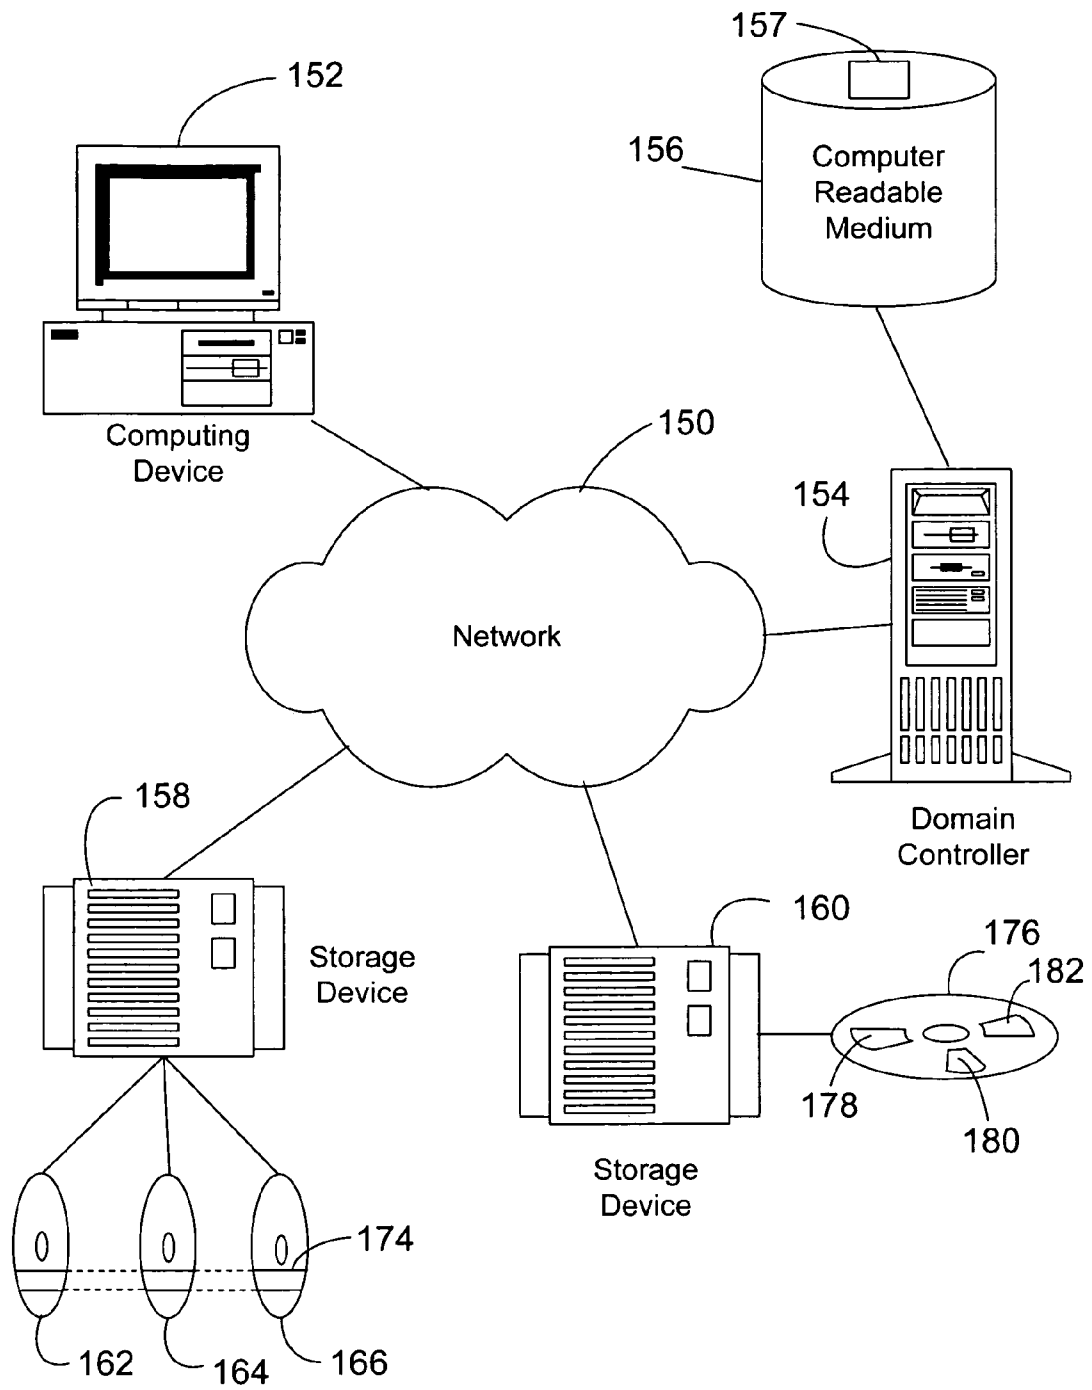 157
152
156
Computer
Readable
Medium
150
Computing
Device
154
Network
158
Domain
Controller
160
176
182
Storage
Device
178
180
Storage
Device
174
162
164
166